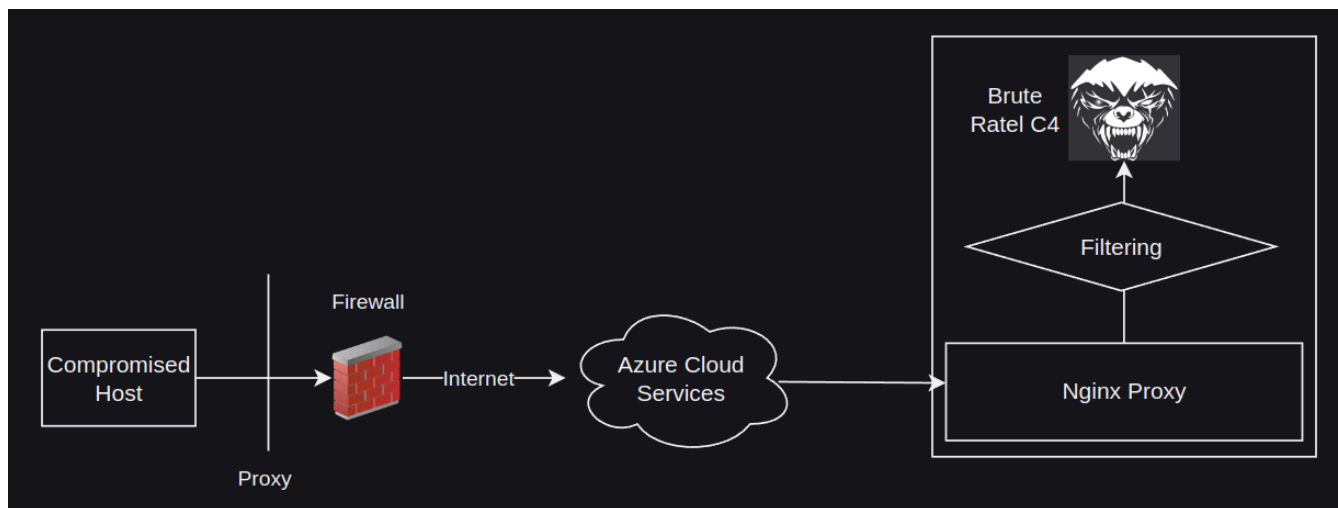 Brute
Ratel C4
Filtering
Firewall
Compromised
Host
Internet
Azure Cloud
Services
Nginx Proxy
Proxy